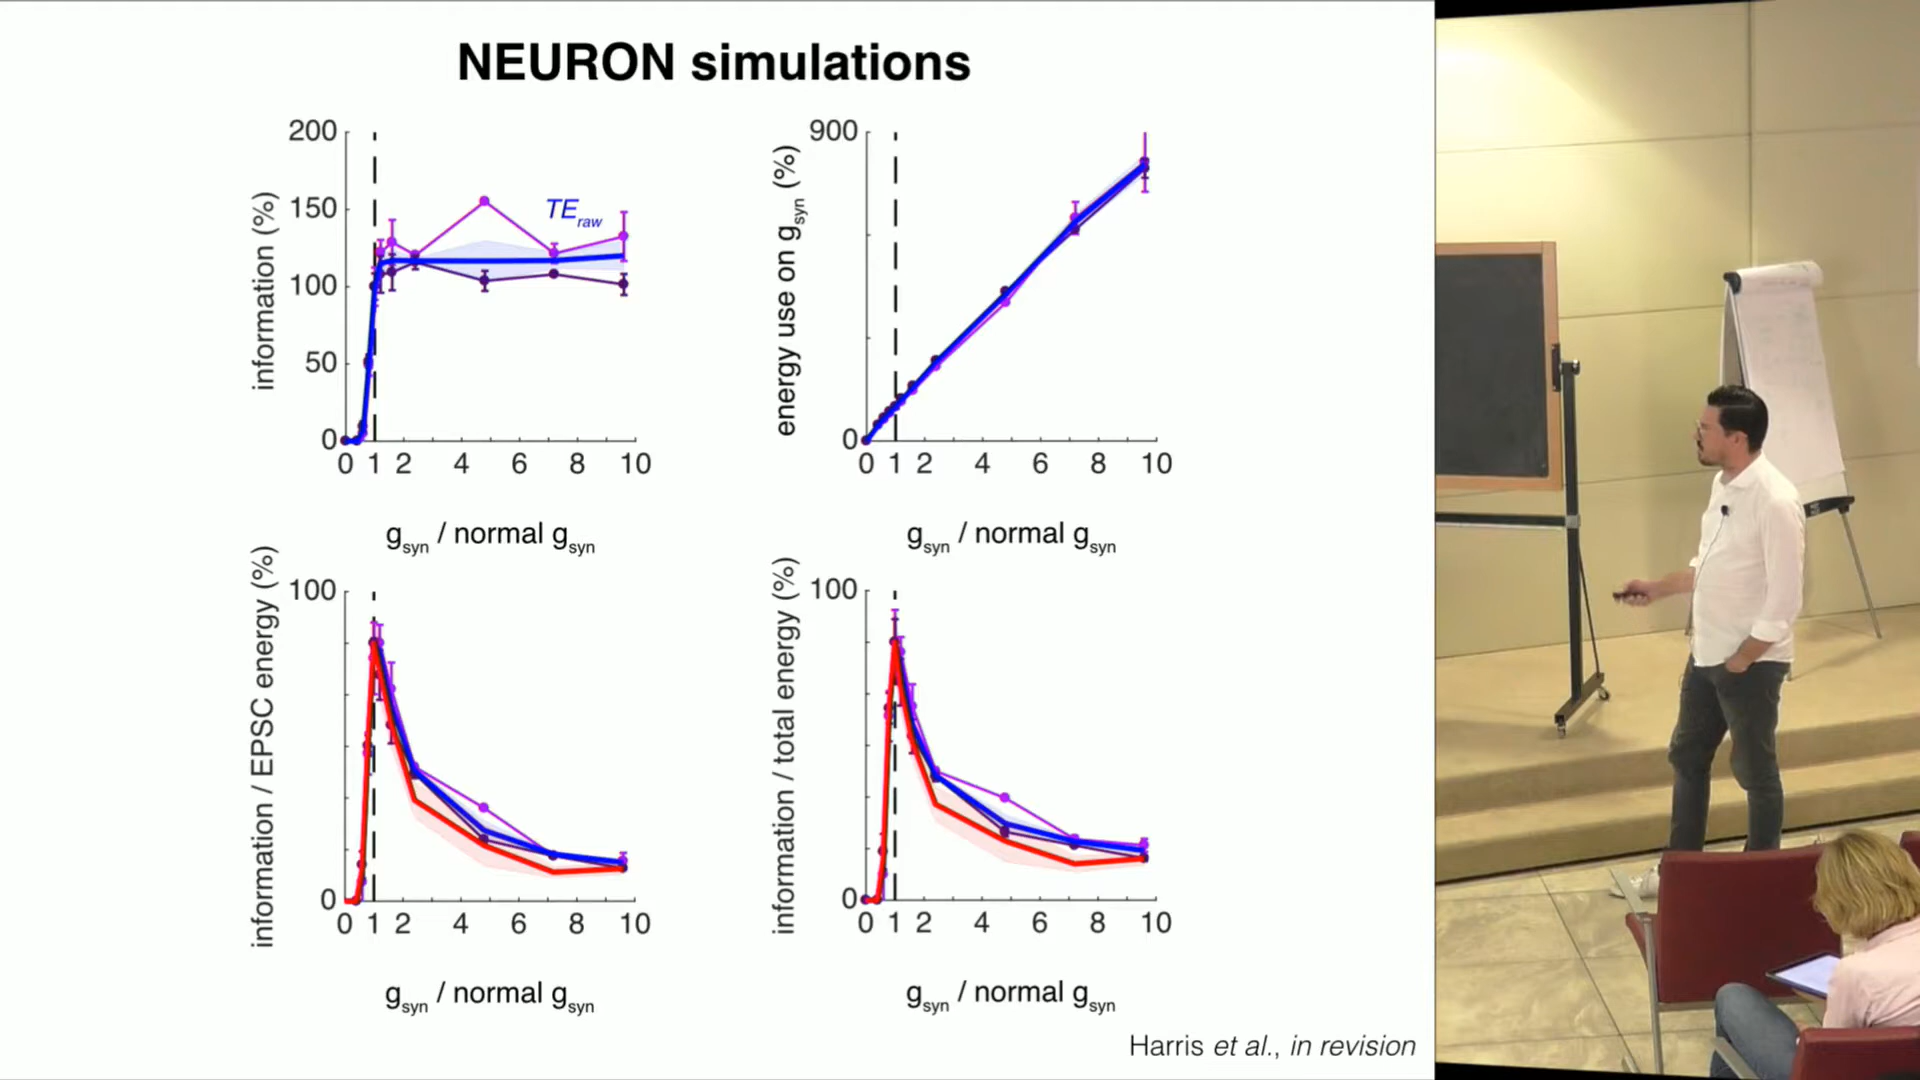 NEURON simulations
information (%)
200
150
100
50
0
TEraw
0 1 2 4 6 8 10
gsyn / normal gsyn
energy use on gsyn (%)
900
0
0 1 2 4 6 8 10
gsyn / normal gsyn
information / EPSC energy (%)
100
0
0 1 2 4 6 8 10
gsyn / normal gsyn
information / total energy (%)
100
0
0 1 2 4 6 8 10
gsyn / normal gsyn
Harris et al., in revision